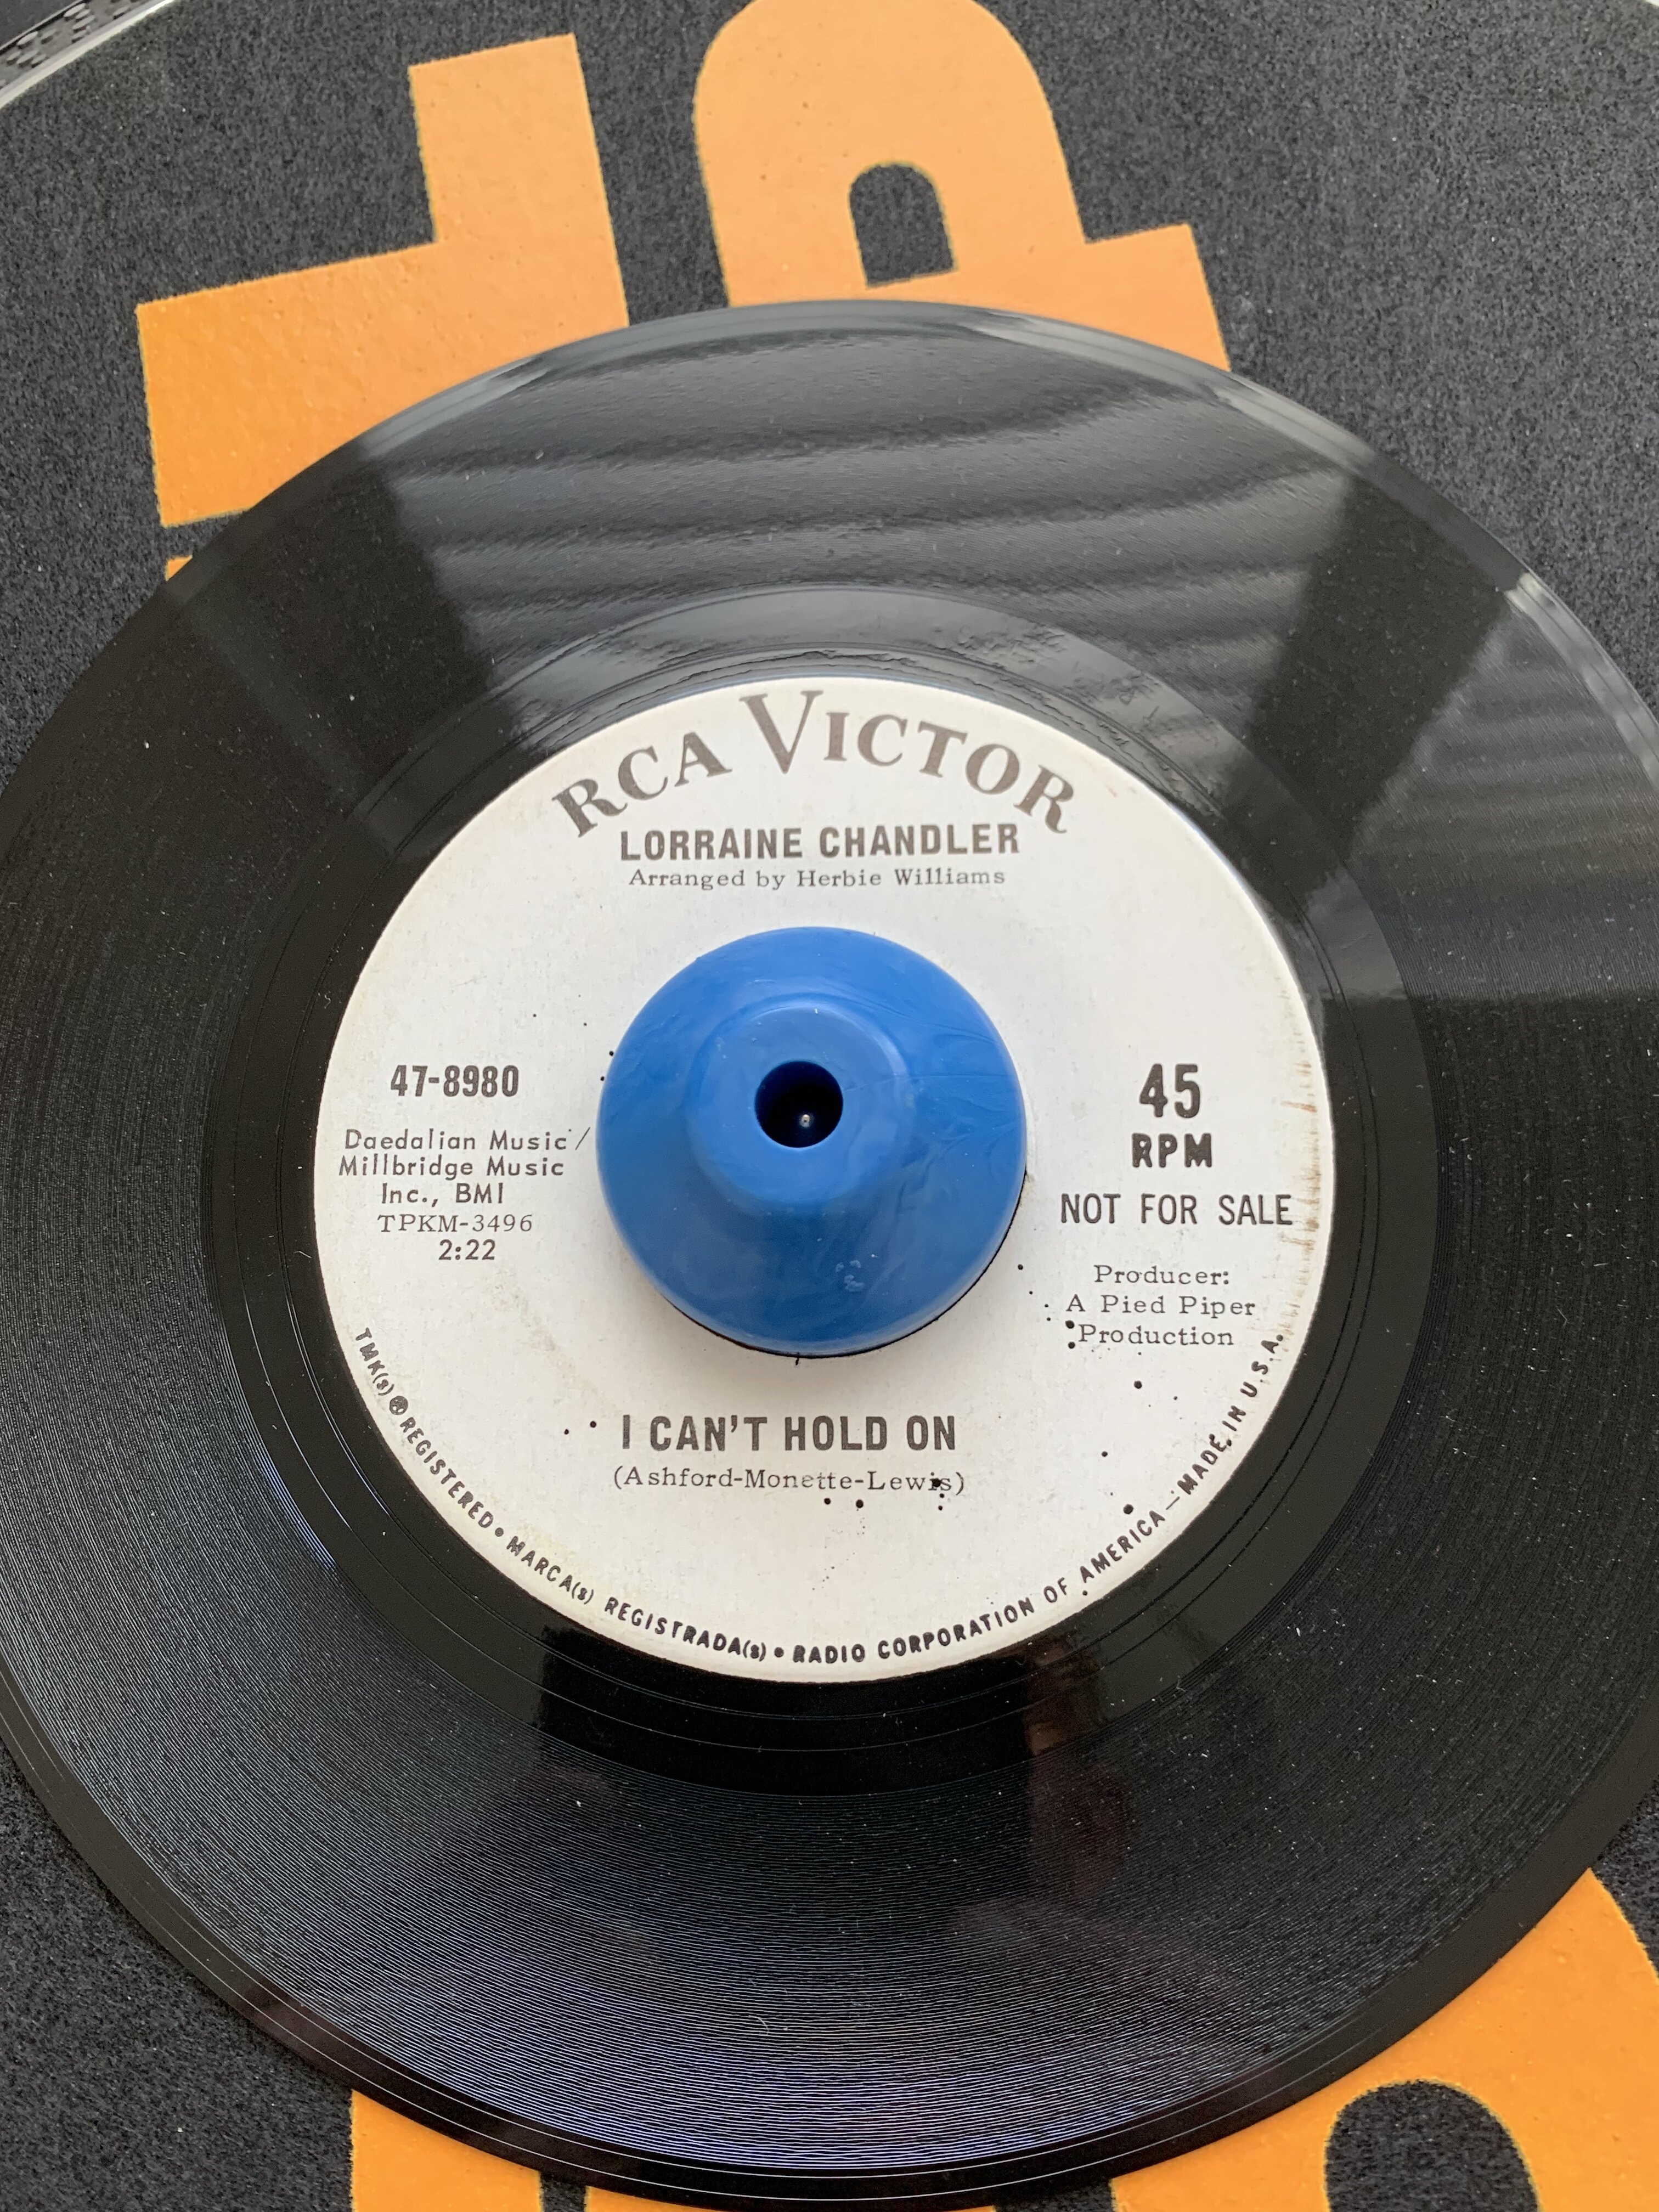 RCA VICTOR
LORRAINE CHANDLER
Arranged by Herbie Williams
47-8980
Daedalian Music/
Millbridge Music
Inc., BMI
TPKM-3496
2:22
45
RPM
NOT FOR SALE
Producer:
A Pied Piper
Production
I CAN'T HOLD ON
(Ashford-Monette-Lewis)
TMK(s) ® REGISTERED • MARCA(s) REGISTRADA(s) • RADIO CORPORATION OF AMERICA — MADE IN U.S.A.